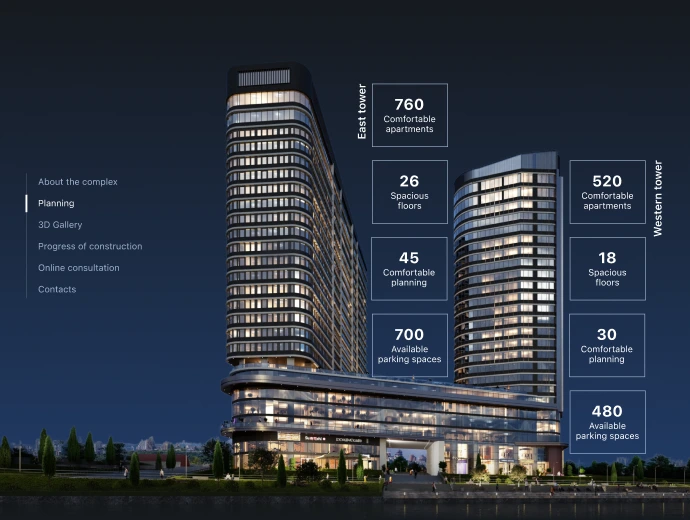 About the complex
Planning
3D Gallery
Progress of construction
Online consultation
Contacts
East tower
760
Comfortable
apartments
26
Spacious
floors
45
Comfortable
planning
700
Available
parking spaces
Western tower
520
Comfortable
apartments
18
Spacious
floors
30
Comfortable
planning
480
Available
parking spaces